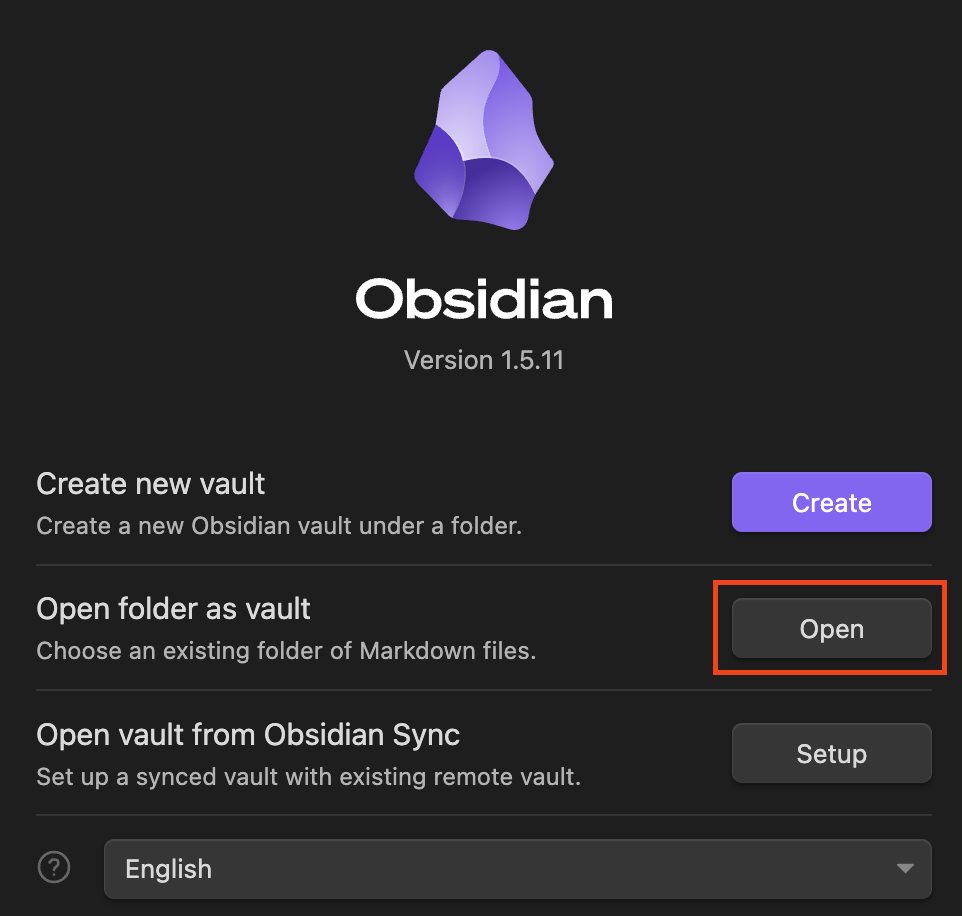 Obsidian
Version 1.5.11
Create new vault
Create a new Obsidian vault under a folder.
Create
Open folder as vault
Choose an existing folder of Markdown files.
Open
Open vault from Obsidian Sync
Set up a synced vault with existing remote vault.
Setup
?
English